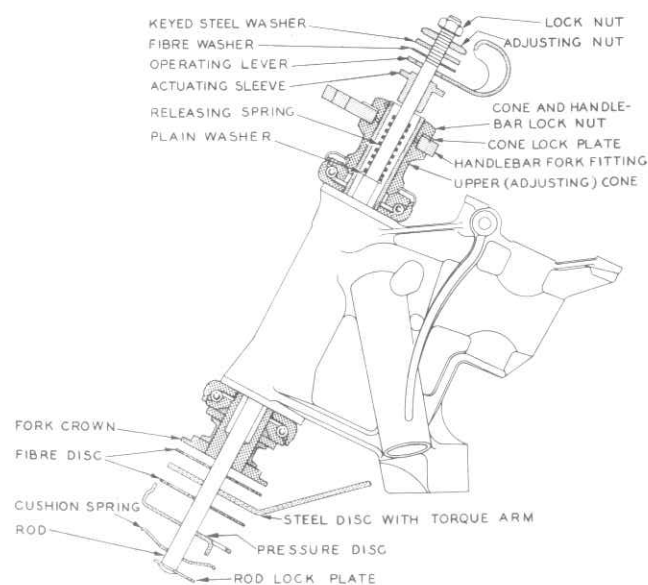 KEYED STEEL WASHER
FIBRE WASHER
OPERATING LEVER
ACTUATING SLEEVE
RELEASING SPRING
PLAIN WASHER
LOCK NUT
ADJUSTING NUT
CONE AND HANDLE-
BAR LOCK NUT
CONE LOCK PLATE
HANDLEBAR FORK FITTING
UPPER (ADJUSTING) CONE
FORK CROWN
FIBRE DISC
CUSHION SPRING
ROD
STEEL DISC WITH TORQUE ARM
PRESSURE DISC
ROD LOCK PLATE